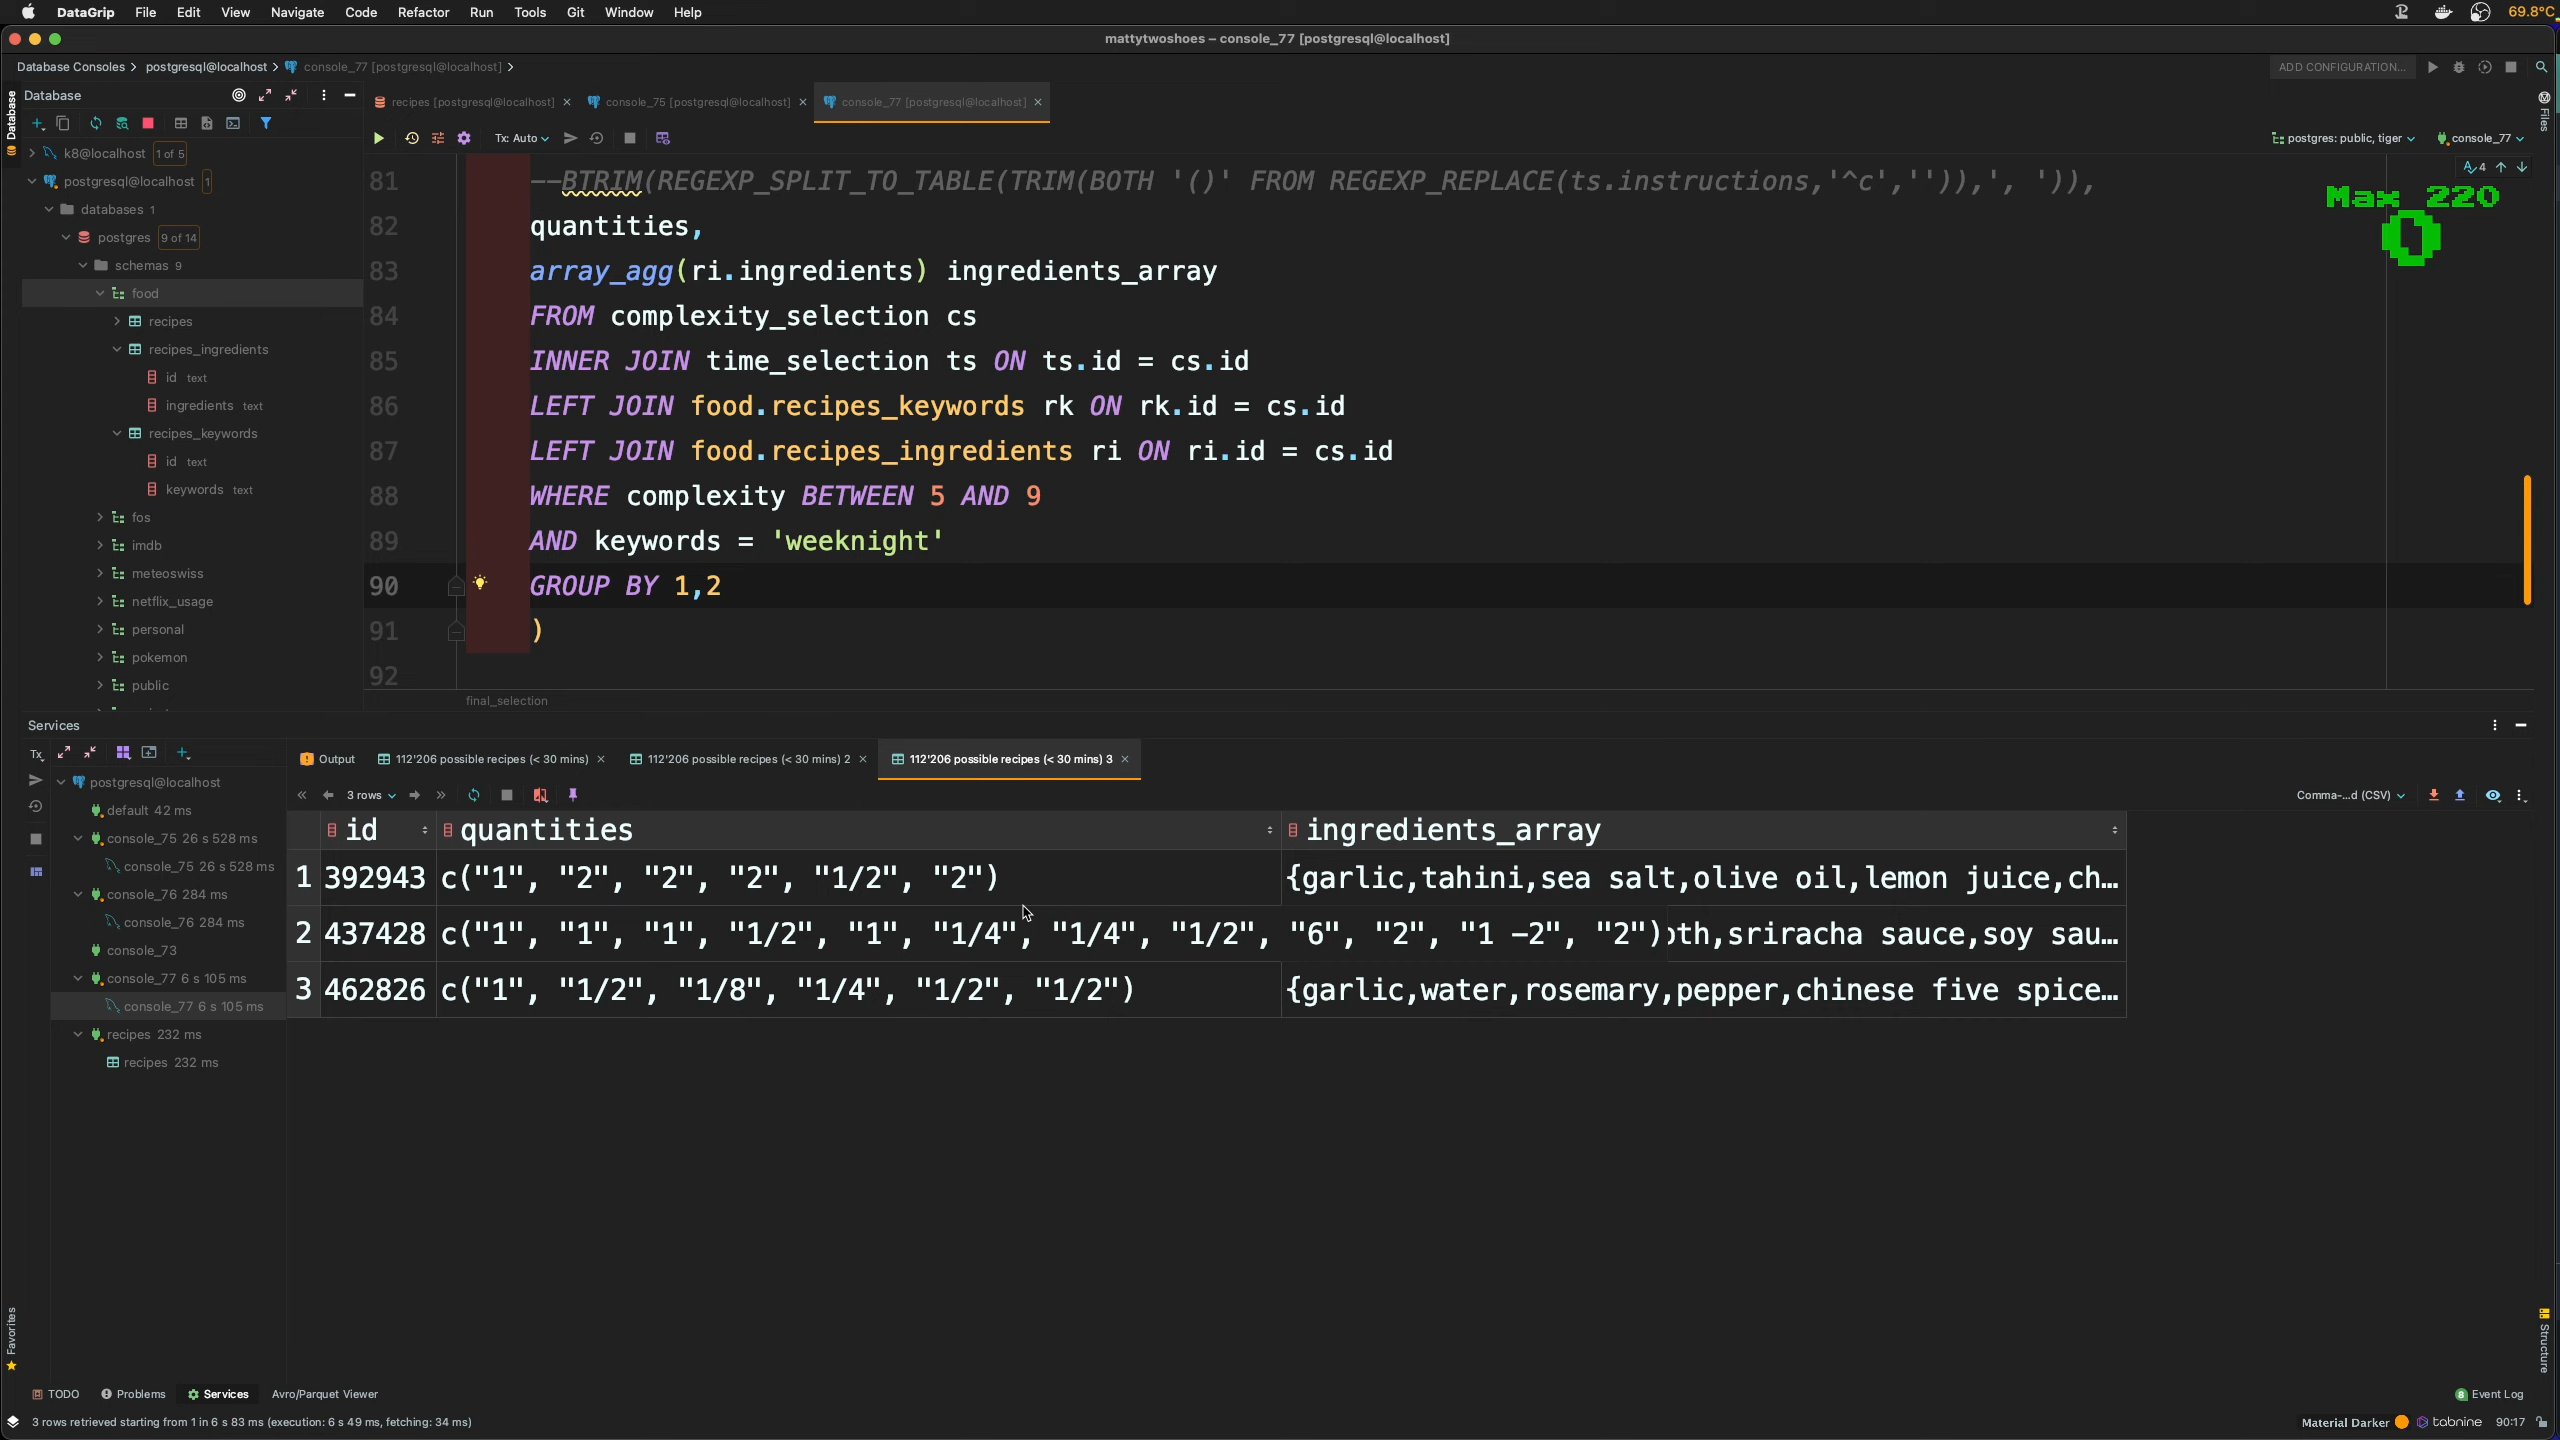 DataGrip File Edit View Navigate Code Refactor Run Tools Git Window Help 69.8°C
mattytwoshoes – console_77 [postgresql@localhost]
Database Consoles postgresql@localhost console_77 [postgresql@localhost] ADD CONFIGURATION...
Database
Database
Files
recipes [postgresql@localhost] console_75 [postgresql@localhost] console_77 [postgresql@localhost]
Tx: Auto postgres: public, tiger console_77
k8@localhost 1 of 5
postgresql@localhost 1
databases 1
postgres 9 of 14
schemas 9
food
recipes
recipes_ingredients
id text
ingredients text
recipes_keywords
id text
keywords text
fos
imdb
meteoswiss
netflix_usage
personal
pokemon
public
4
Max 220
0
81 --BTRIM(REGEXP_SPLIT_TO_TABLE(TRIM(BOTH '()' FROM REGEXP_REPLACE(ts.instructions,'^c','')),', ')),
82 quantities,
83 array_agg(ri.ingredients) ingredients_array
84 FROM complexity_selection cs
85 INNER JOIN time_selection ts ON ts.id = cs.id
86 LEFT JOIN food.recipes_keywords rk ON rk.id = cs.id
87 LEFT JOIN food.recipes_ingredients ri ON ri.id = cs.id
88 WHERE complexity BETWEEN 5 AND 9
89 AND keywords = 'weeknight'
90 GROUP BY 1,2
91 )
92
final_selection
Services
Tx
postgresql@localhost
default 42 ms
console_75 26 s 528 ms
console_75 26 s 528 ms
console_76 284 ms
console_76 284 ms
console_73
console_77 6 s 105 ms
console_77 6 s 105 ms
recipes 232 ms
recipes 232 ms
Output 112'206 possible recipes (< 30 mins) 112'206 possible recipes (< 30 mins) 2 112'206 possible recipes (< 30 mins) 3
3 rows Comma-...d (CSV)
id quantities ingredients_array
1 392943 c("1", "2", "2", "2", "1/2", "2") {garlic,tahini,sea salt,olive oil,lemon juice,ch…
2 437428 c("1", "1", "1", "1/2", "1", "1/4", "1/4", "1/2", "6", "2", "1 -2", "2") oth,sriracha sauce,soy sau…
3 462826 c("1", "1/2", "1/8", "1/4", "1/2", "1/2") {garlic,water,rosemary,pepper,chinese five spice…
Favorites
Structure
TODO Problems Services Avro/Parquet Viewer 8 Event Log
3 rows retrieved starting from 1 in 6 s 83 ms (execution: 6 s 49 ms, fetching: 34 ms) Material Darker tabnine 90:17